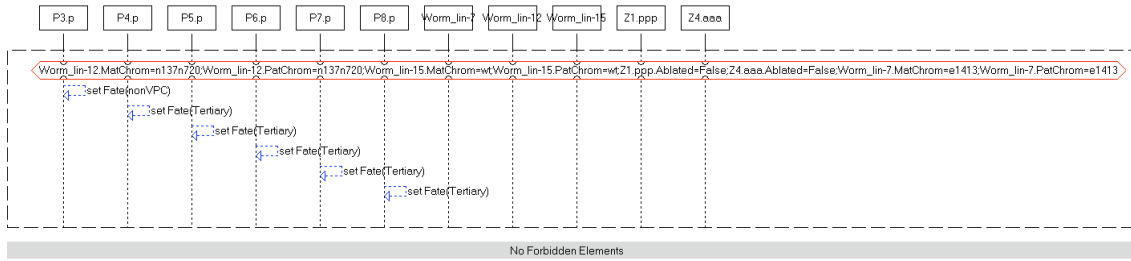 P3.p P4.p P5.p P6.p P7.p P8.p Worm_lin-7 Worm_lin-12 Worm_lin-15 Z1.ppp Z4.aaa
Worm_lin-12.MatChrom=n137n720;Worm_lin-12.PatChrom=n137n720;Worm_lin-15.MatChrom=wt;Worm_lin-15.PatChrom=wt;Z1.ppp.Ablated=False;Z4.aaa.Ablated=False;Worm_lin-7.MatChrom=e1413;Worm_lin-7.PatChrom=e1413
set Fate(nonVPC)
set Fate(Tertiary)
set Fate(Tertiary)
set Fate(Tertiary)
set Fate(Tertiary)
set Fate(Tertiary)
No Forbidden Elements